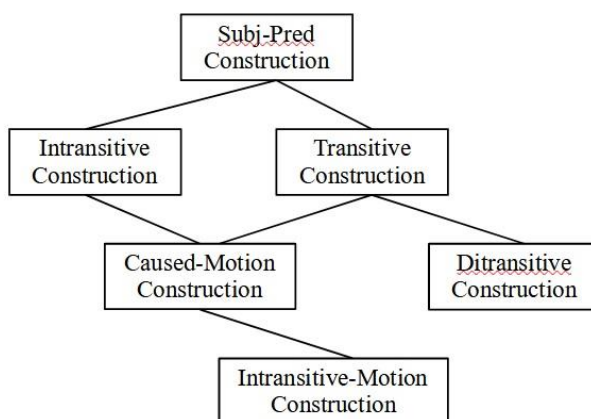 Subj-Pred
Construction
Intransitive
Construction
Transitive
Construction
Caused-Motion
Construction
Ditransitive
Construction
Intransitive-Motion
Construction